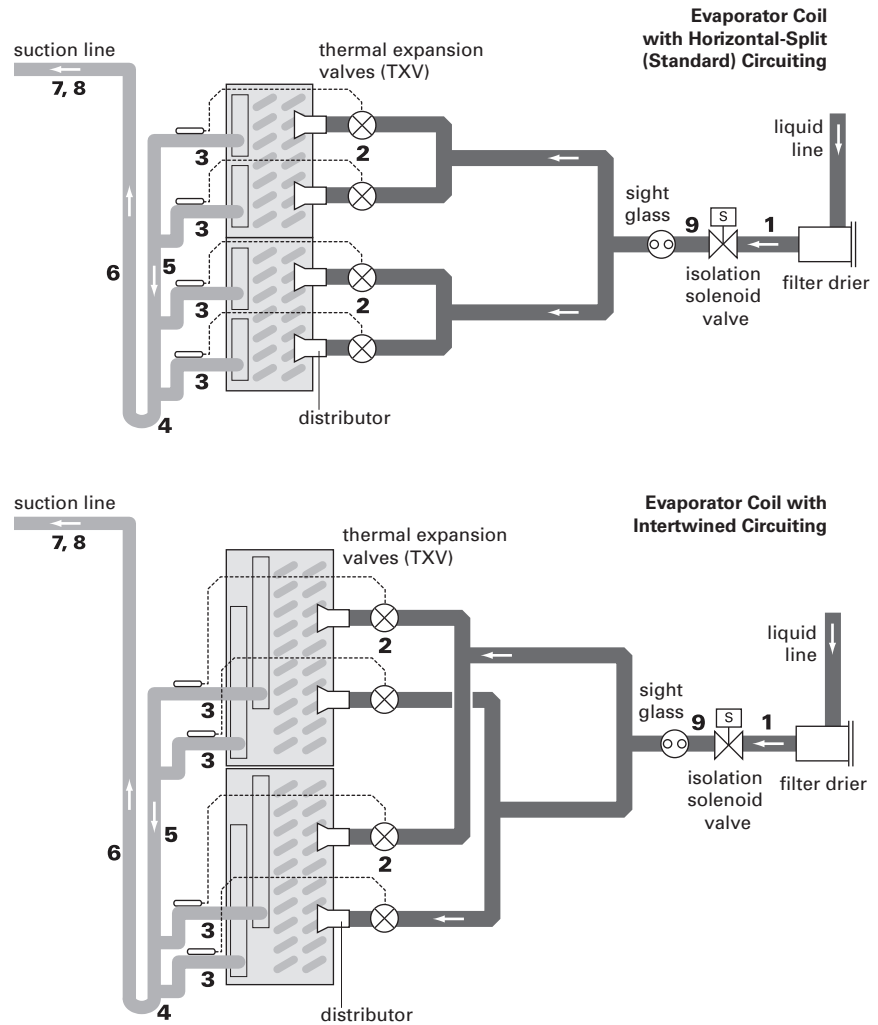 Evaporator Coil
with Horizontal-Split
(Standard) Circuiting
suction line
7, 8
thermal expansion
valves (TXV)
liquid
line
3
2
sight
glass
9
S
1
3
isolation
solenoid
valve
filter drier
6
5
3
2
3
distributor
4
suction line
7, 8
Evaporator Coil with
Intertwined Circuiting
thermal expansion
valves (TXV)
liquid
line
2
3
sight
glass
9
S
1
3
isolation
solenoid
valve
filter drier
6
5
2
3
3
4
distributor